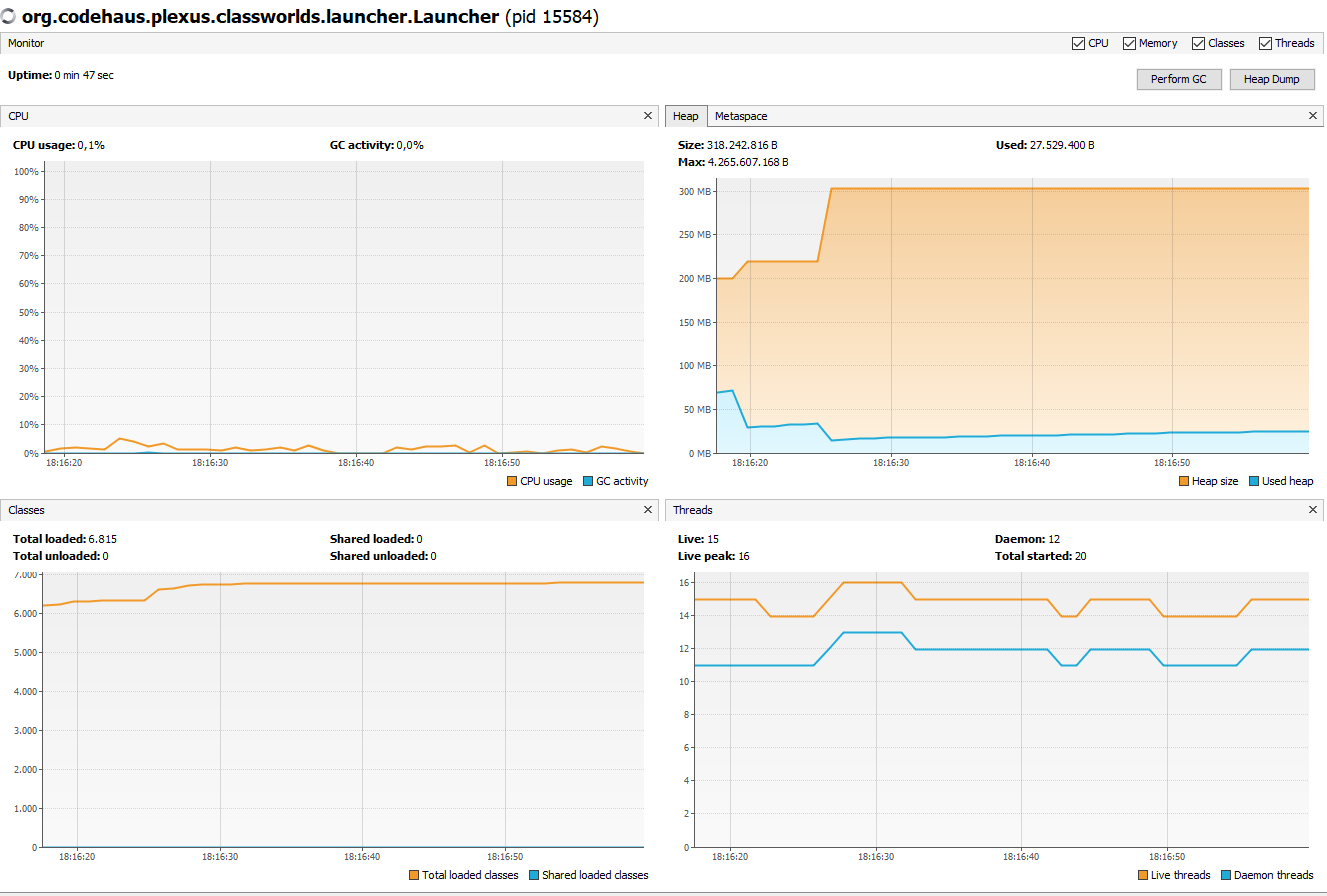 org.codehaus.plexus.classworlds.launcher.Launcher (pid 15584)
Monitor
CPU Memory Classes Threads
Uptime: 0 min 47 sec
Perform GC Heap Dump
CPU
CPU usage: 0,1% GC activity: 0,0%
100%
90%
80%
70%
60%
50%
40%
30%
20%
10%
0%
18:16:20 18:16:30 18:16:40 18:16:50
CPU usage GC activity
Heap Metaspace
Size: 318.242.816 B Used: 27.529.400 B
Max: 4.265.607.168 B
300 MB
250 MB
200 MB
150 MB
100 MB
50 MB
0 MB
18:16:20 18:16:30 18:16:40 18:16:50
Heap size Used heap
Classes
Total loaded: 6.815 Shared loaded: 0
Total unloaded: 0 Shared unloaded: 0
7.000
6.000
5.000
4.000
3.000
2.000
1.000
0
18:16:20 18:16:30 18:16:40 18:16:50
Total loaded classes Shared loaded classes
Threads
Live: 15 Daemon: 12
Live peak: 16 Total started: 20
16
14
12
10
8
6
4
2
0
18:16:20 18:16:30 18:16:40 18:16:50
Live threads Daemon threads